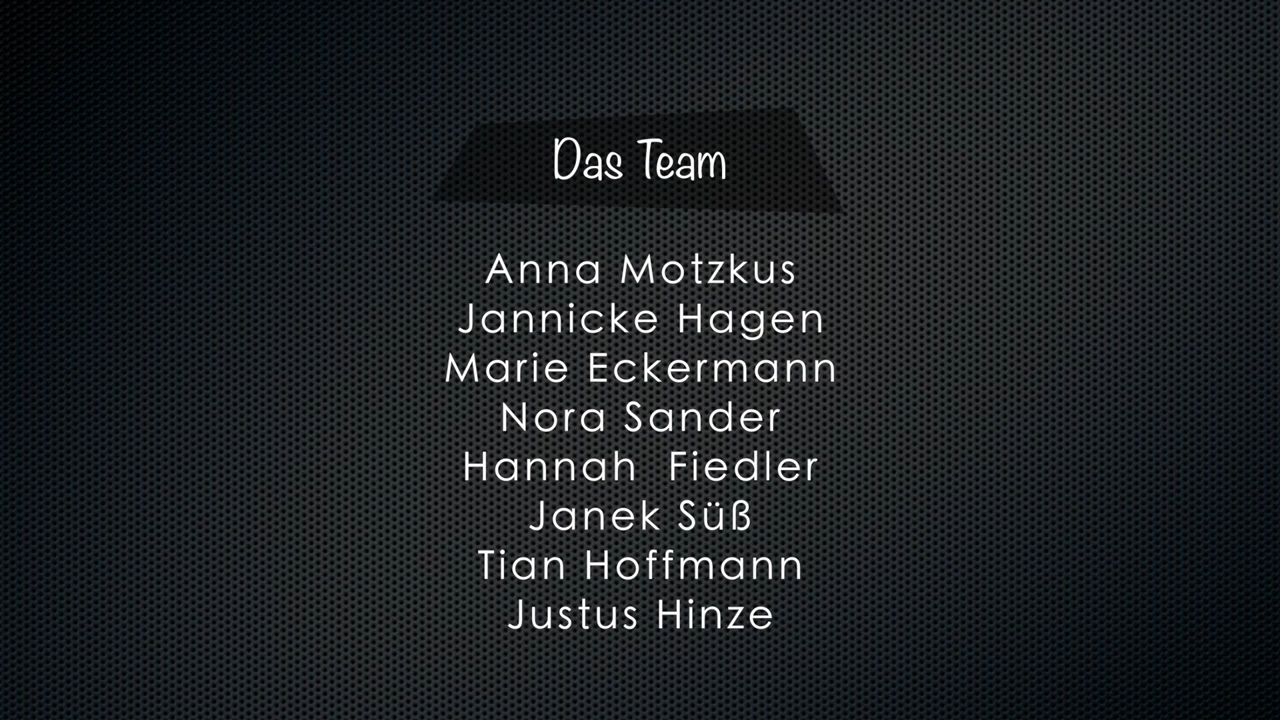 Das Team
Anna Motzkus
Jannicke Hagen
Marie Eckermann
Nora Sander
Hannah  Fiedler
Janek Süß
Tian Hoffmann
Justus Hinze